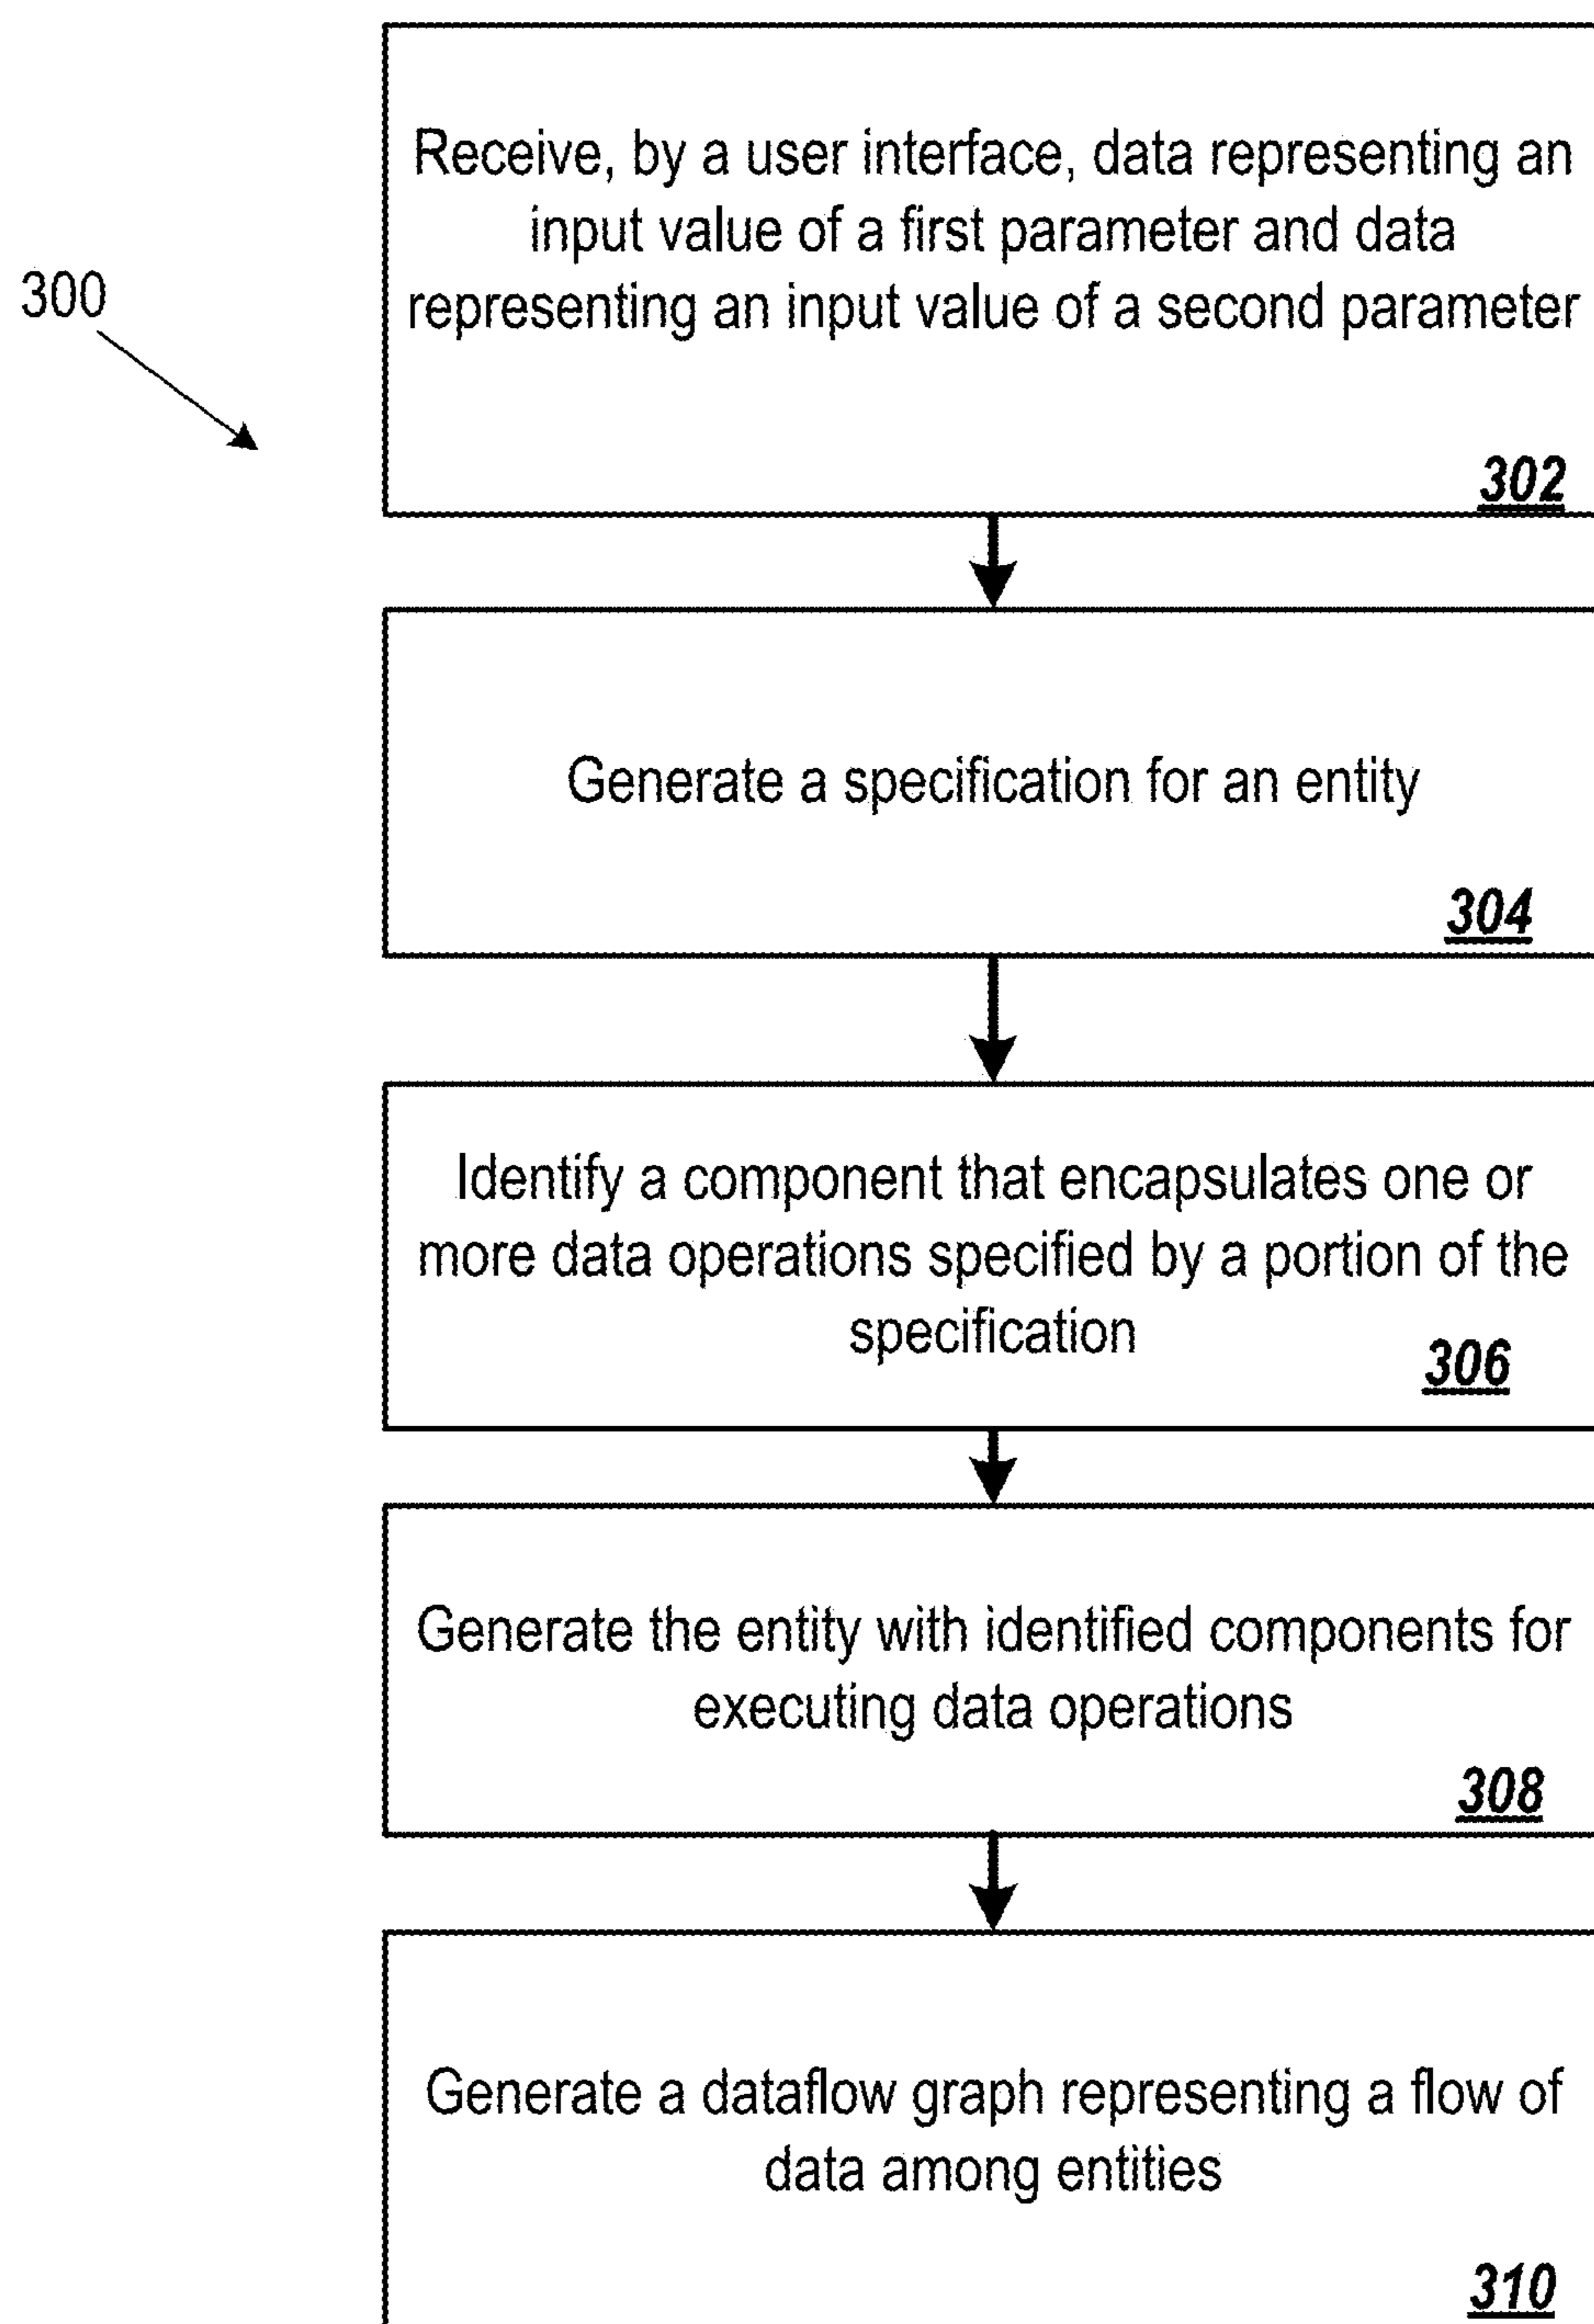 Receive, by a user interface, data representing an
input value of a first parameter and data
representing an input value of a second parameter
300
302
Generate a specification for an entity
304
Identify a component that encapsulates one or
more data operations specified by a portion of the
specification
306
Generate the entity with identified components for
executing data operations
308
Generate a dataflow graph representing a flow of
data among entities
310